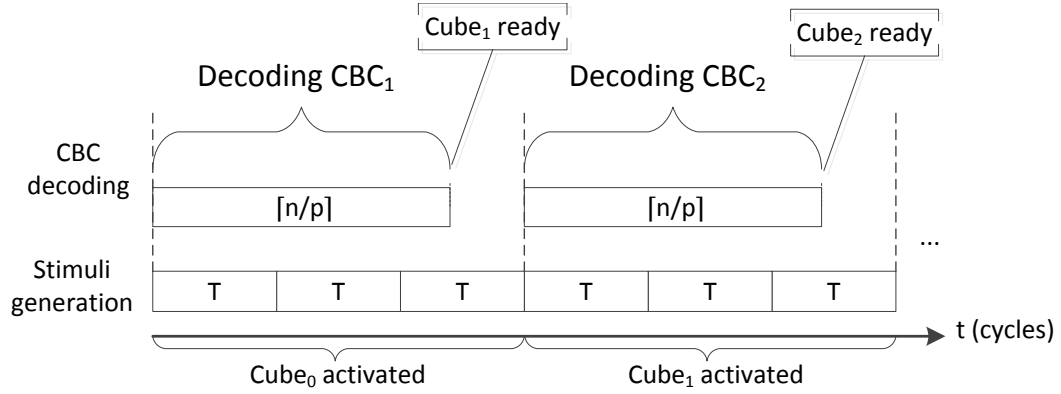 Cube₁ ready
Cube₂ ready
Decoding CBC₁
Decoding CBC₂
CBC
decoding
⌈n/p⌉
⌈n/p⌉
...
Stimuli
generation
T
T
T
T
T
T
t (cycles)
Cube₀ activated
Cube₁ activated